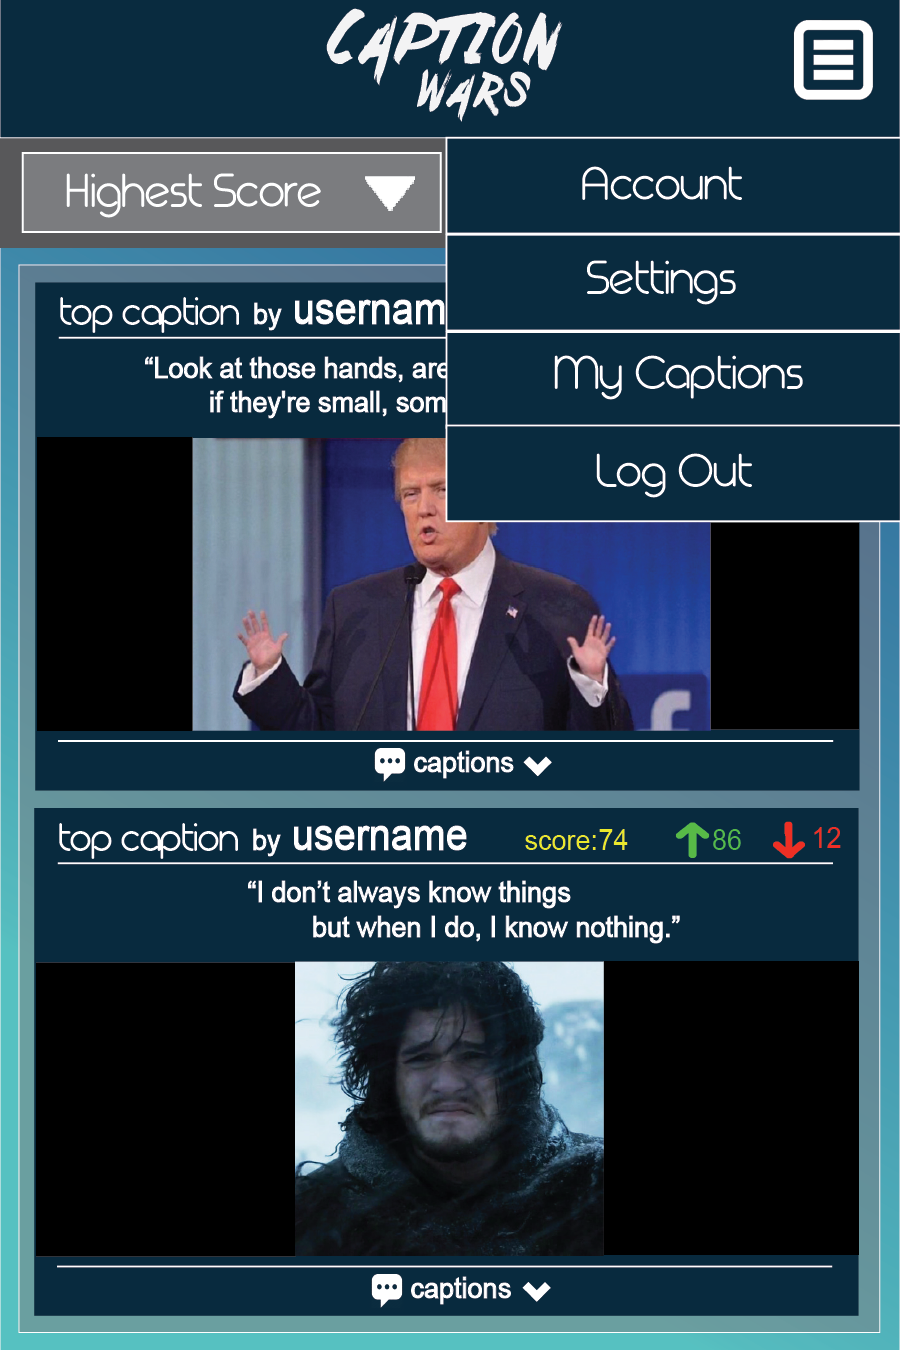 CAPTION
WARS
Highest Score
Account
Settings
My Captions
Log Out
top caption by usernam
“Look at those hands, are
if they're small, som
f
captions
top caption by username score:74 86 12
“I don’t always know things
but when I do, I know nothing.”
captions